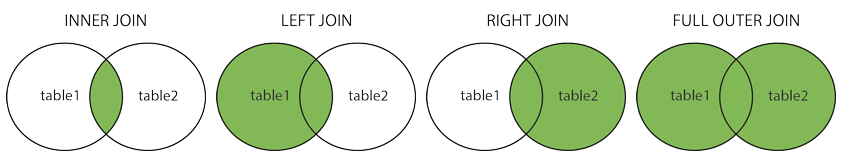 INNER JOIN
LEFT JOIN
RIGHT JOIN
FULL OUTER JOIN
table1
table2
table1
table2
table1
table2
table1
table2